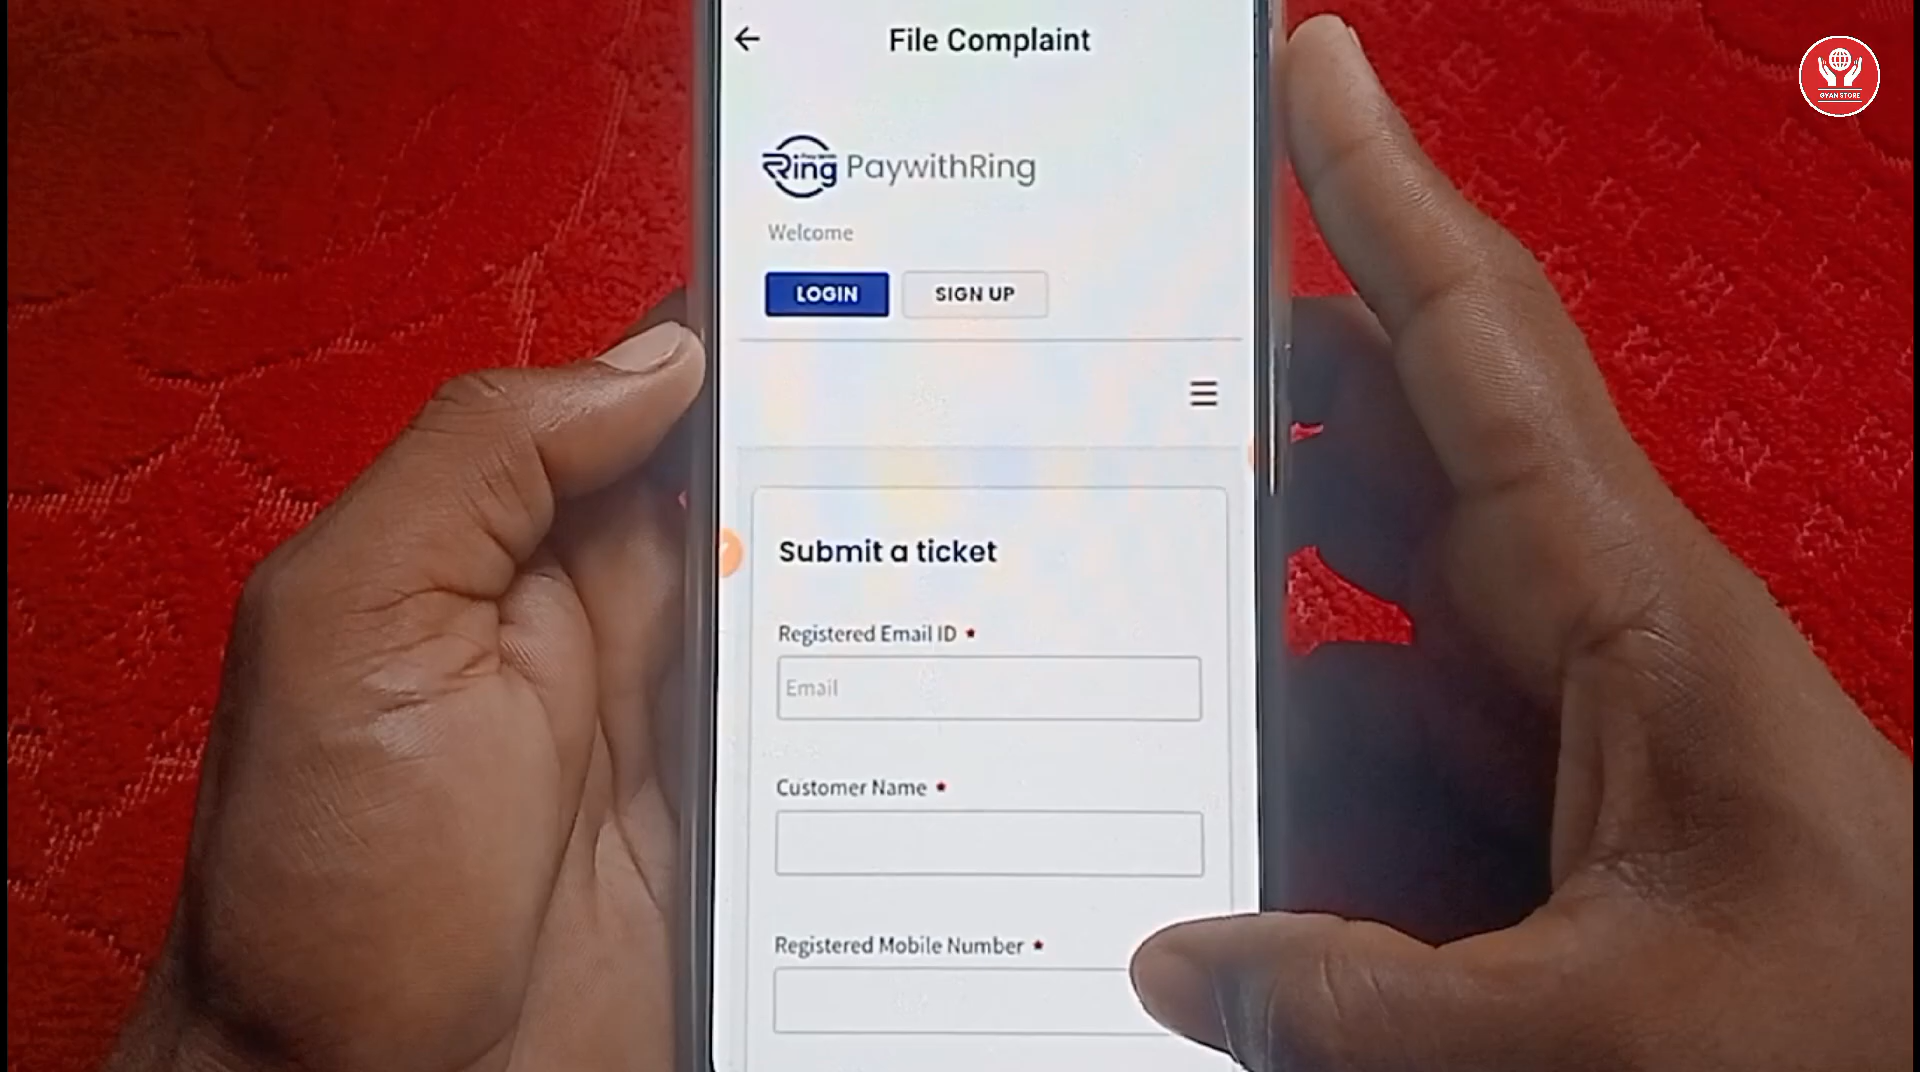 File Complaint
Ring PaywithRing
Welcome
LOGIN SIGN UP
Submit a ticket
Registered Email ID *
Email
Customer Name *
Registered Mobile Number *
GYAN STORE